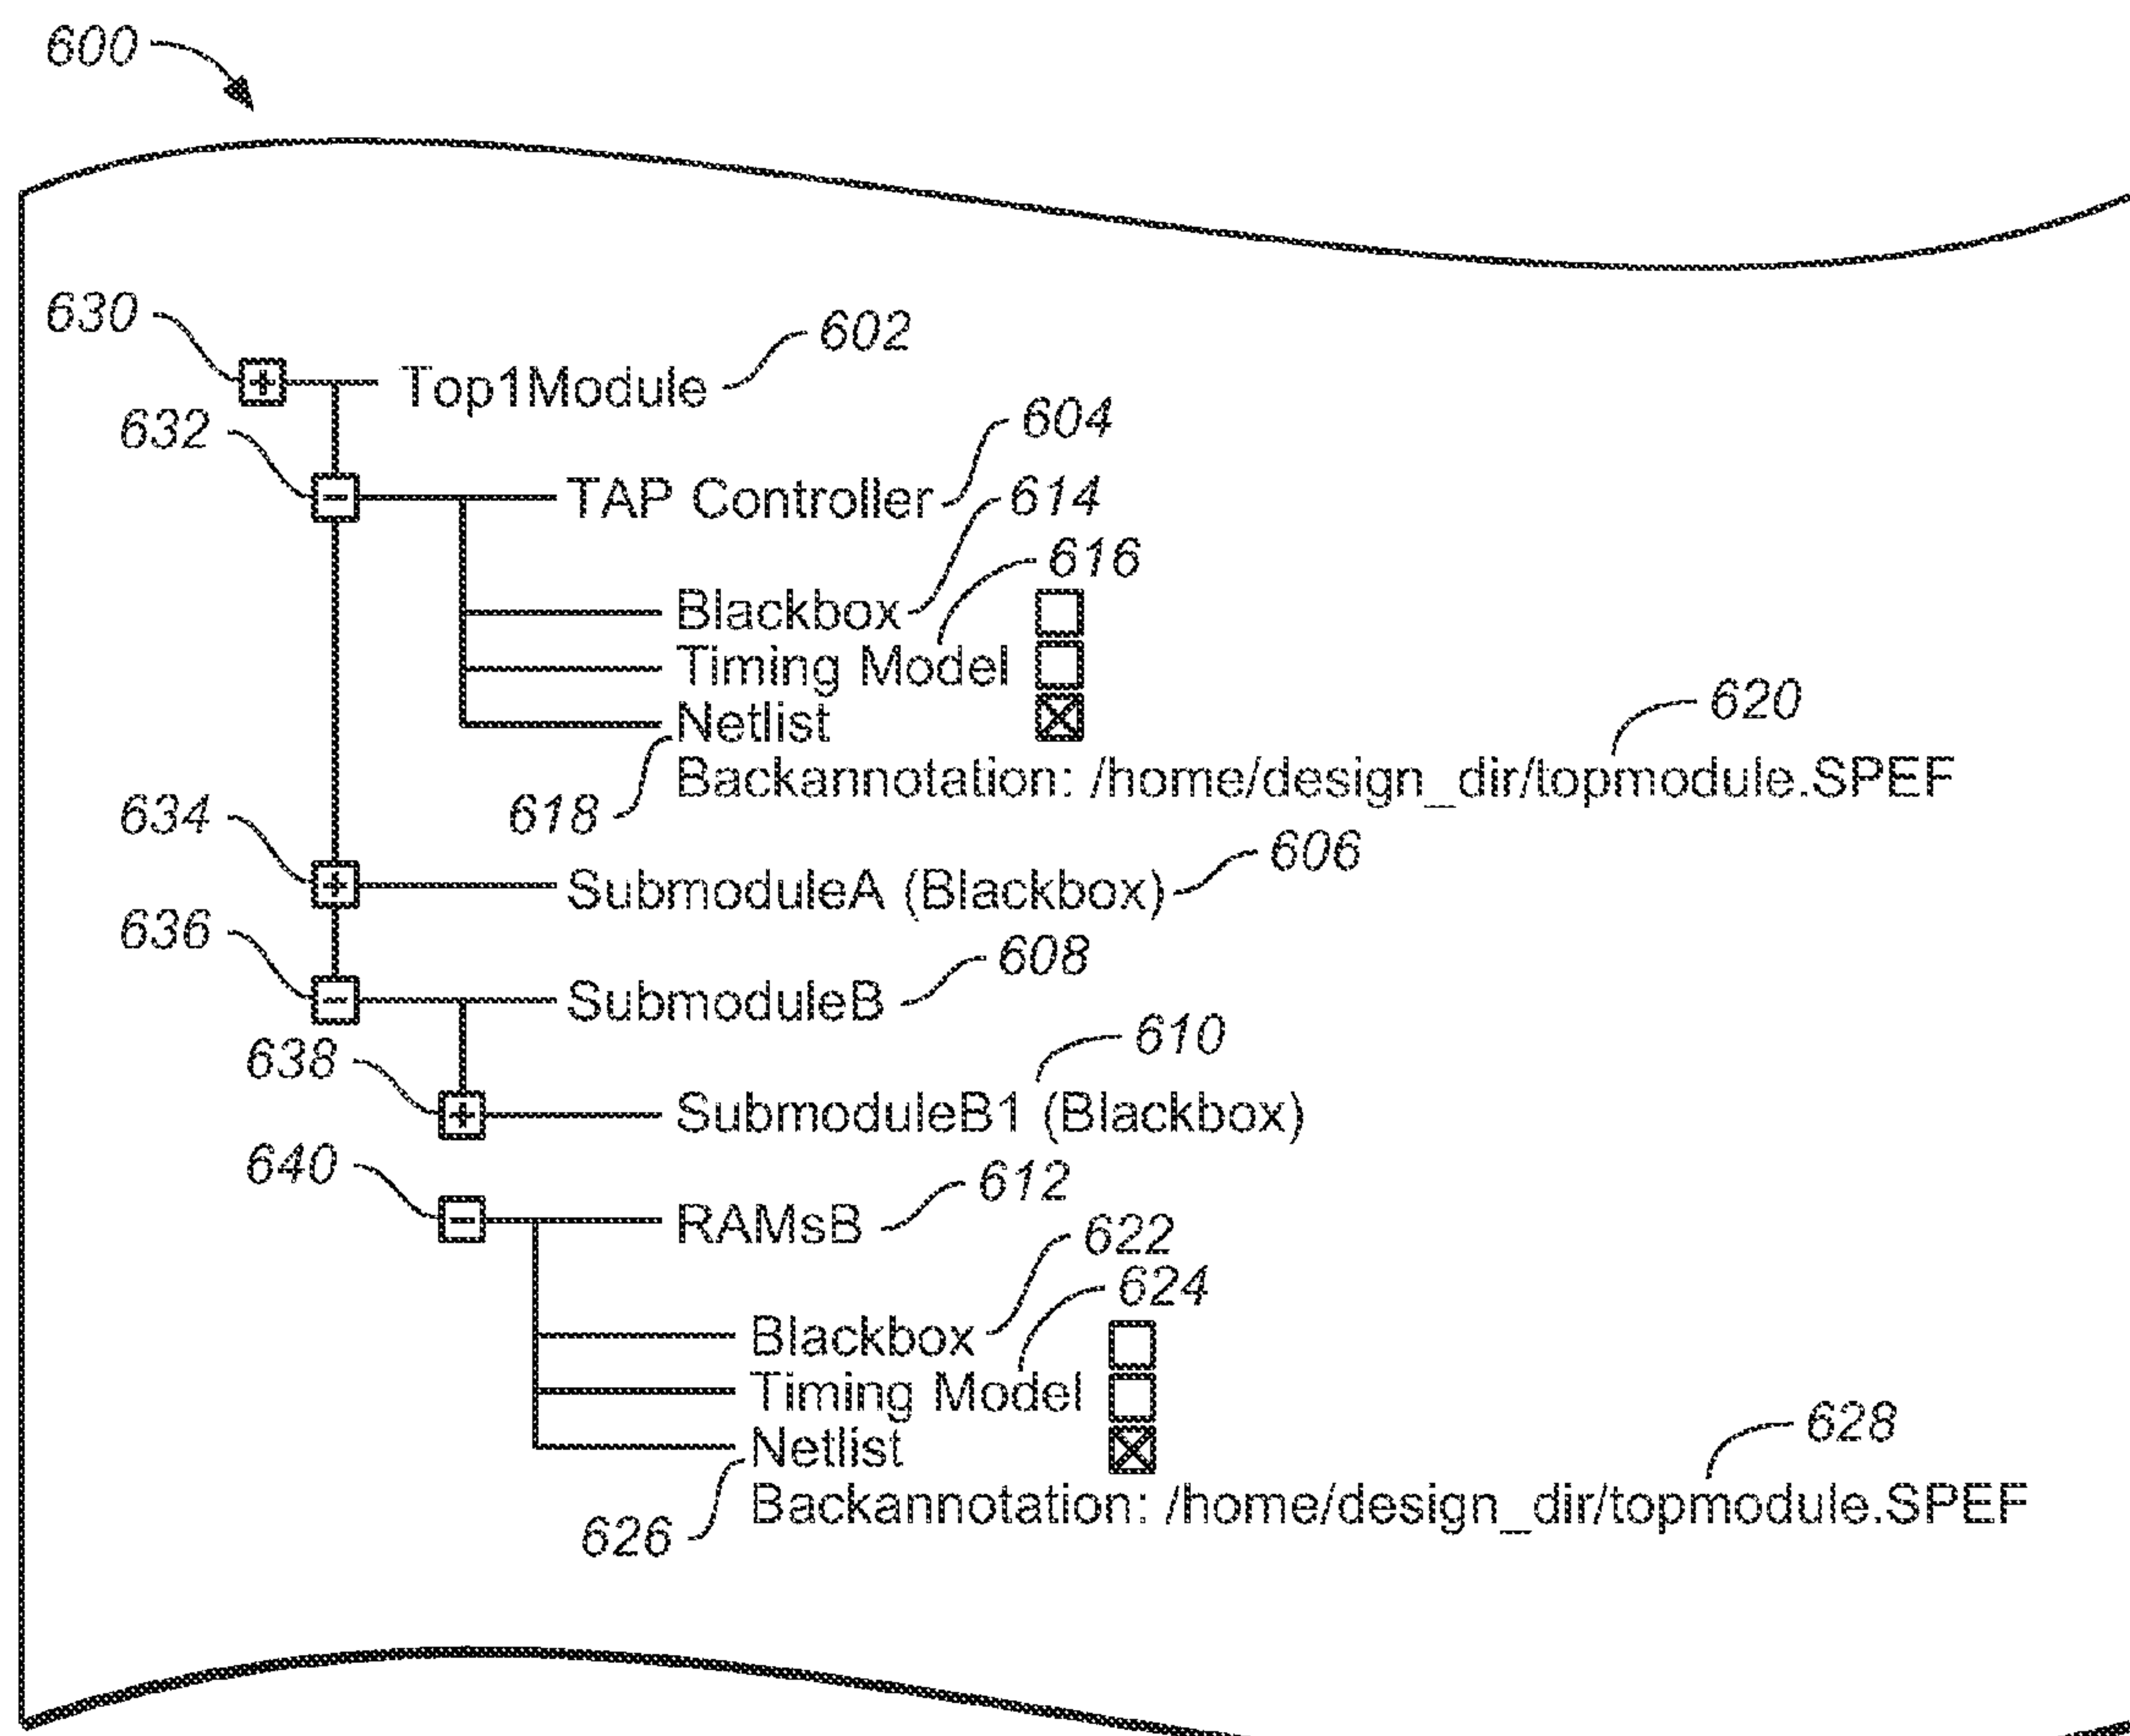 600
630
602
Top1Module
632
604
TAP Controller
614
616
Blackbox
Timing Model
620
Netlist
Backannotation: /home/design_dir/topmodule.SPEF
618
634
606
SubmoduleA (Blackbox)
636
608
SubmoduleB
610
638
SubmoduleB1 (Blackbox)
640
612
RAMsB
622
624
Blackbox
Timing Model
628
Netlist
Backannotation: /home/design_dir/topmodule.SPEF
626